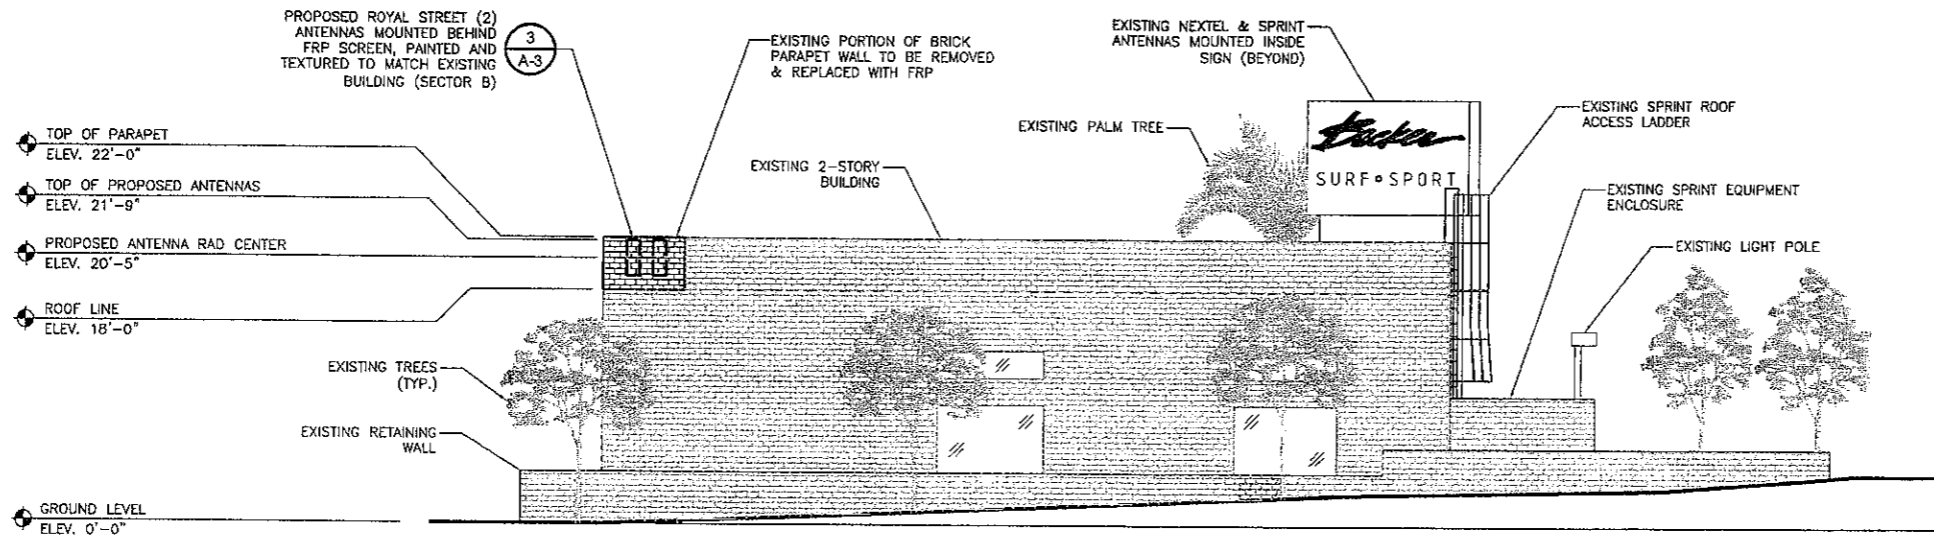 PROPOSED ROYAL STREET (2)
ANTENNAS MOUNTED BEHIND
FRP SCREEN, PAINTED AND
TEXTURED TO MATCH EXISTING
BUILDING (SECTOR B)
3
A-3
EXISTING PORTION OF BRICK
PARAPET WALL TO BE REMOVED
& REPLACED WITH FRP
EXISTING NEXTEL & SPRINT
ANTENNAS MOUNTED INSIDE
SIGN (BEYOND)
EXISTING SPRINT ROOF
ACCESS LADDER
EXISTING PALM TREE
EXISTING 2-STORY
BUILDING
Becker
SURF•SPORT
EXISTING SPRINT EQUIPMENT
ENCLOSURE
EXISTING LIGHT POLE
TOP OF PARAPET
ELEV. 22'-0"
TOP OF PROPOSED ANTENNAS
ELEV. 21'-9"
PROPOSED ANTENNA RAD CENTER
ELEV. 20'-5"
ROOF LINE
ELEV. 18'-0"
EXISTING TREES
(TYP.)
EXISTING RETAINING
WALL
GROUND LEVEL
ELEV. 0'-0"